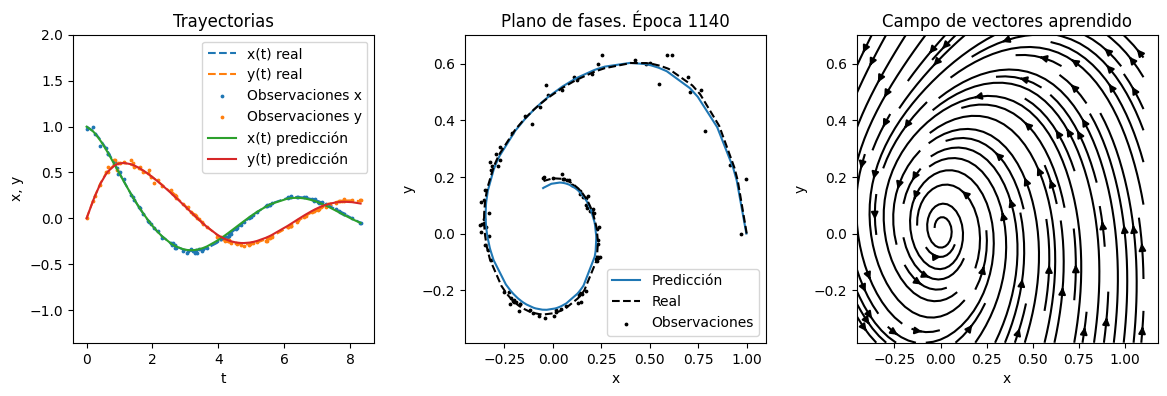 Trayectorias
x(t) real
y(t) real
Observaciones x
Observaciones y
x(t) predicción
y(t) predicción
2.0
1.5
1.0
0.5
0.0
−0.5
−1.0
x, y
0
2
4
6
8
t
Plano de fases. Época 1140
0.6
0.4
0.2
0.0
−0.2
y
Predicción
Real
Observaciones
−0.25
0.00
0.25
0.50
0.75
1.00
x
Campo de vectores aprendido
0.6
0.4
0.2
0.0
−0.2
y
−0.25
0.00
0.25
0.50
0.75
1.00
x